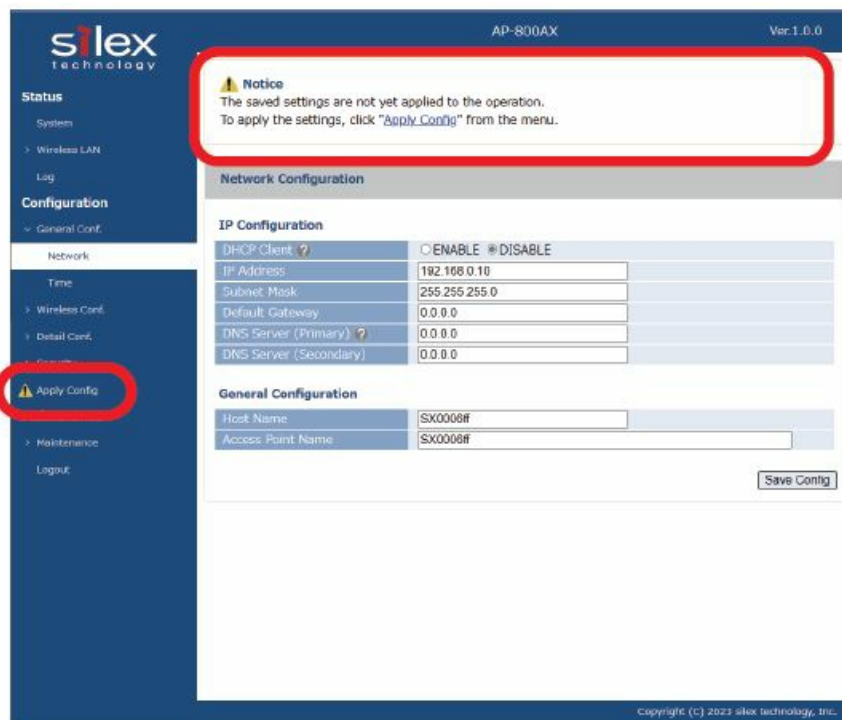 silex
technology
AP-800AX
Ver.1.0.0
Status
System
> Wireless LAN
Log
Configuration
General Conf.
Network
Time
> Wireless Conf.
> Detail Conf.
Apply Config
> Maintenance
Logout
Notice
The saved settings are not yet applied to the operation.
To apply the settings, click "Apply Config" from the menu.
Network Configuration
IP Configuration
DHCP Client ? ENABLE DISABLE
IP Address 192.168.0.10
Subnet Mask 255.255.255.0
Default Gateway 0.0.0.0
DNS Server (Primary) ? 0.0.0.0
DNS Server (Secondary) 0.0.0.0
General Configuration
Host Name SX0006ff
Access Point Name SX0006ff
Save Config
Copyright (C) 2023 silex technology, Inc.